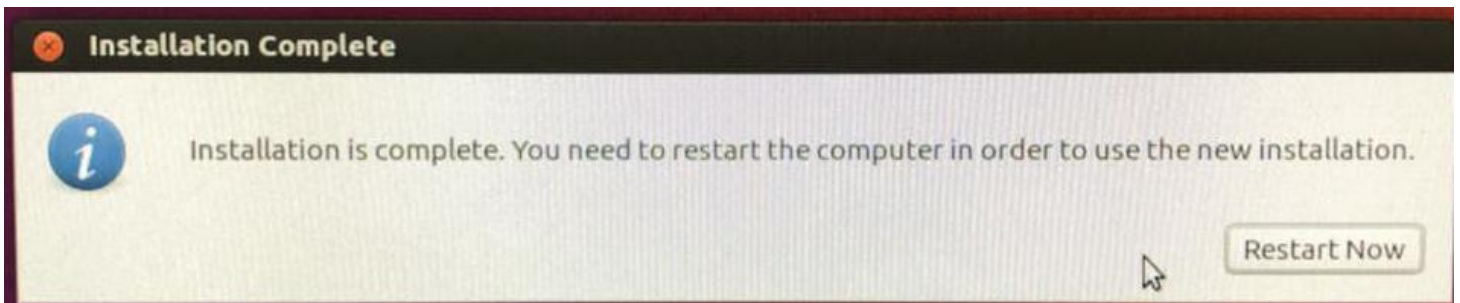 Installation Complete
Installation is complete. You need to restart the computer in order to use the new installation.
Restart Now